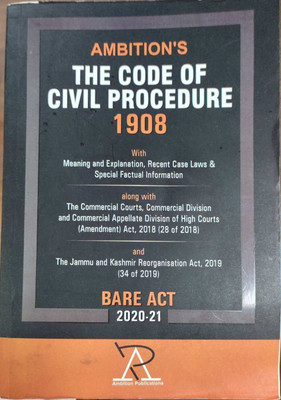 AMBITION'S
THE CODE OF
CIVIL PROCEDURE
1908
With
Meaning and Explanation, Recent Case Laws &
Special Factual Information
along with
The Commercial Courts, Commercial Division
and Commercial Appellate Division of High Courts
(Amendment) Act, 2018 (28 of 2018)
and
The Jammu and Kashmir Reorganisation Act, 2019
(34 of 2019)
BARE ACT
2020-21
Ambition Publications